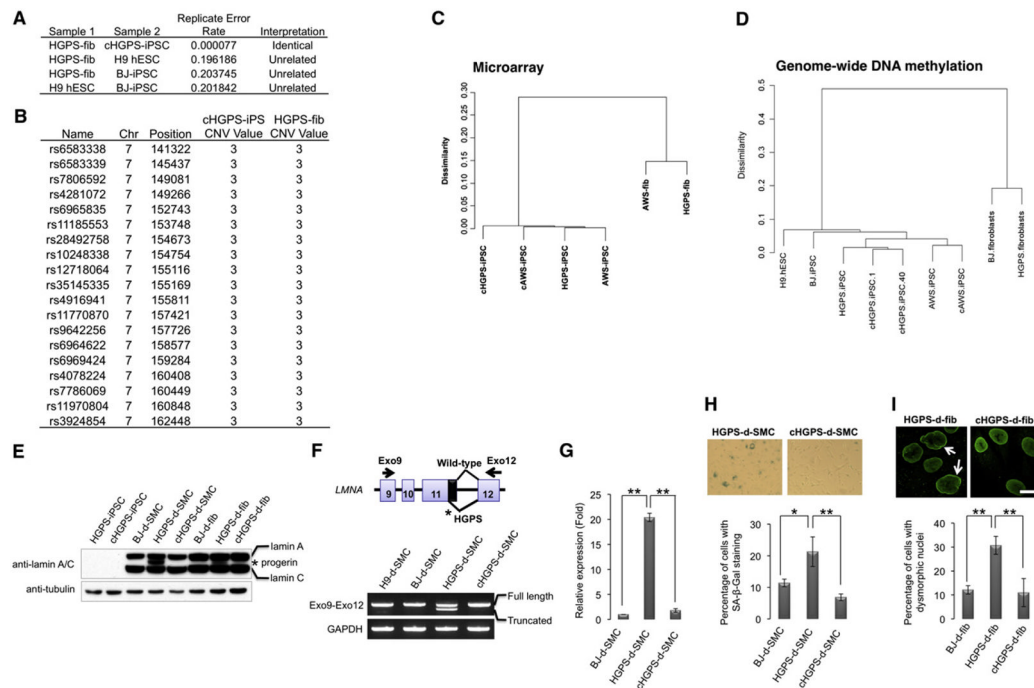 A
Replicate Error
Sample 1 Sample 2 Rate Interpretation
HGPS-fib cHGPS-iPSC 0.000077 Identical
HGPS-fib H9 hESC 0.196186 Unrelated
HGPS-fib BJ-iPSC 0.203745 Unrelated
H9 hESC BJ-iPSC 0.201842 Unrelated
B
cHGPS-iPS HGPS-fib
Name Chr Position CNV Value CNV Value
rs6583338 7 141322 3 3
rs6583339 7 145437 3 3
rs7806592 7 149081 3 3
rs4281072 7 149266 3 3
rs6965835 7 152743 3 3
rs11185553 7 153748 3 3
rs28492758 7 154673 3 3
rs10248338 7 154754 3 3
rs12718064 7 155116 3 3
rs35145335 7 155169 3 3
rs4916941 7 155811 3 3
rs11770870 7 157421 3 3
rs9642256 7 157726 3 3
rs6964622 7 158577 3 3
rs6969424 7 159284 3 3
rs4078224 7 160408 3 3
rs7786069 7 160449 3 3
rs11970804 7 160848 3 3
rs3924854 7 162448 3 3
C
Microarray
Dissimilarity
0.30
0.25
0.20
0.15
0.10
0.05
0.00
AWS-fib
HGPS-fib
cHGPS-iPSC
cAWS-iPSC
HGPS-iPSC
AWS-iPSC
D
Genome-wide DNA methylation
Dissimilarity
0.5
0.4
0.3
0.2
0.1
0.0
H9.hESC
BJ.iPSC
HGPS.iPSC
cHGPS.iPSC.1
cHGPS.iPSC.40
AWS.iPSC
cAWS.iPSC
BJ.fibroblasts
HGPS.fibroblasts
E
HGPS-iPSC
cHGPS-iPSC
BJ-d-SMC
HGPS-d-SMC
cHGPS-d-SMC
BJ-d-fib
HGPS-d-fib
cHGPS-d-fib
anti-lamin A/C
lamin A
* progerin
lamin C
anti-tubulin
F
Exo9 Wild-type Exo12
LMNA 9 10 11 12
* HGPS
H9-d-SMC
BJ-d-SMC
HGPS-d-SMC
cHGPS-d-SMC
Full length
Exo9-Exo12
Truncated
GAPDH
G
Relative expression (Fold)
25
20
15
10
5
0
** **
BJ-d-SMC
HGPS-d-SMC
cHGPS-d-SMC
H
HGPS-d-SMC cHGPS-d-SMC
Percentage of cells with
SA-β-Gal staining
30
20
10
0
* **
BJ-d-SMC
HGPS-d-SMC
cHGPS-d-SMC
I
HGPS-d-fib cHGPS-d-fib
Percentage of cells with
dysmorphic nuclei
50
40
30
20
10
0
** **
BJ-d-fib
HGPS-d-fib
cHGPS-d-fib